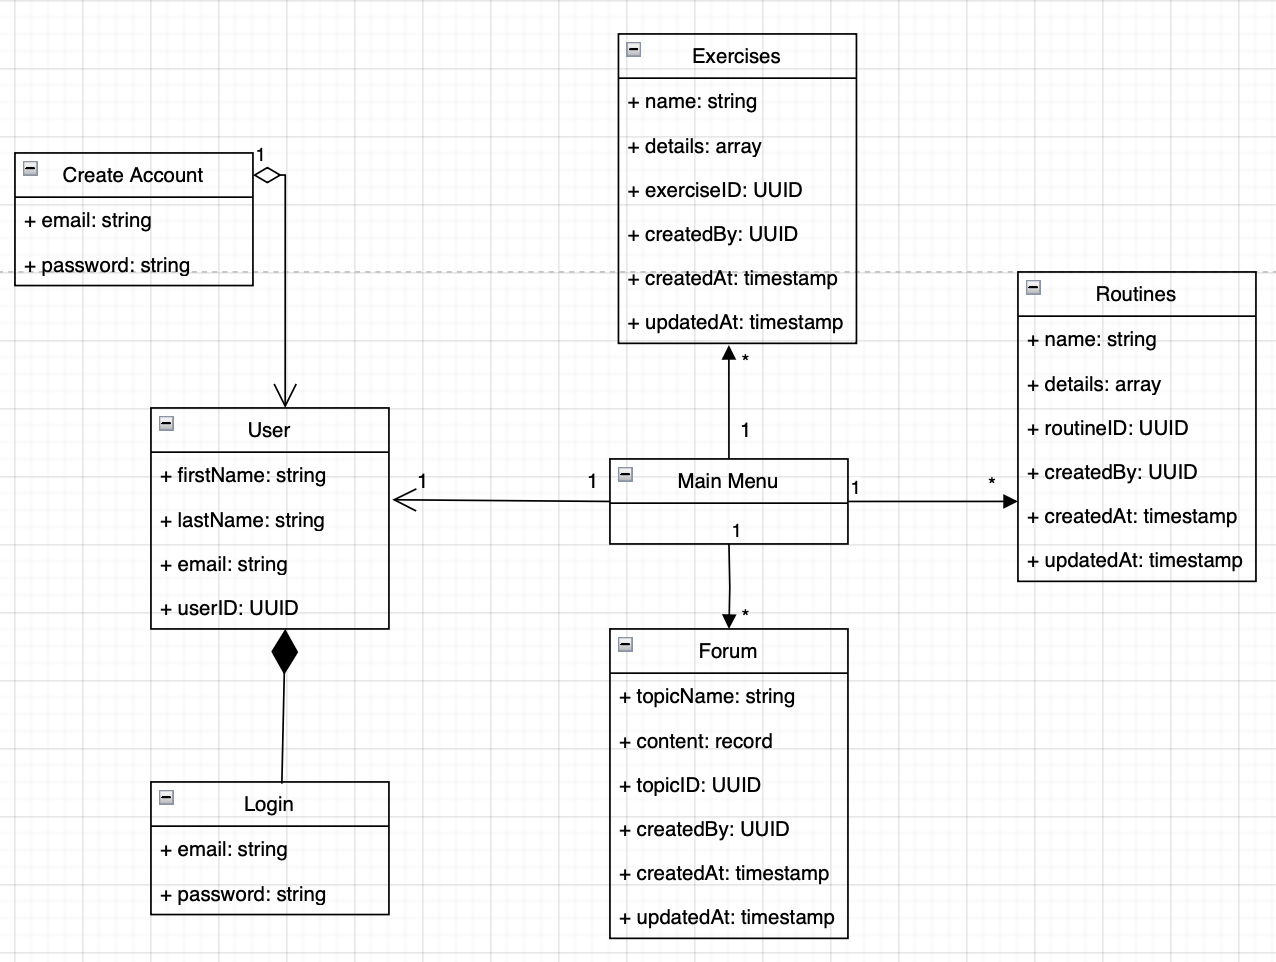 Exercises
+ name: string
+ details: array
+ exerciseID: UUID
+ createdBy: UUID
+ createdAt: timestamp
+ updatedAt: timestamp
1
Create Account
+ email: string
+ password: string
Routines
+ name: string
+ details: array
+ routineID: UUID
+ createdBy: UUID
+ createdAt: timestamp
+ updatedAt: timestamp
*
1
User
+ firstName: string
+ lastName: string
+ email: string
+ userID: UUID
1
1
Main Menu
1
*
1
*
Forum
+ topicName: string
+ content: record
+ topicID: UUID
+ createdBy: UUID
+ createdAt: timestamp
+ updatedAt: timestamp
Login
+ email: string
+ password: string